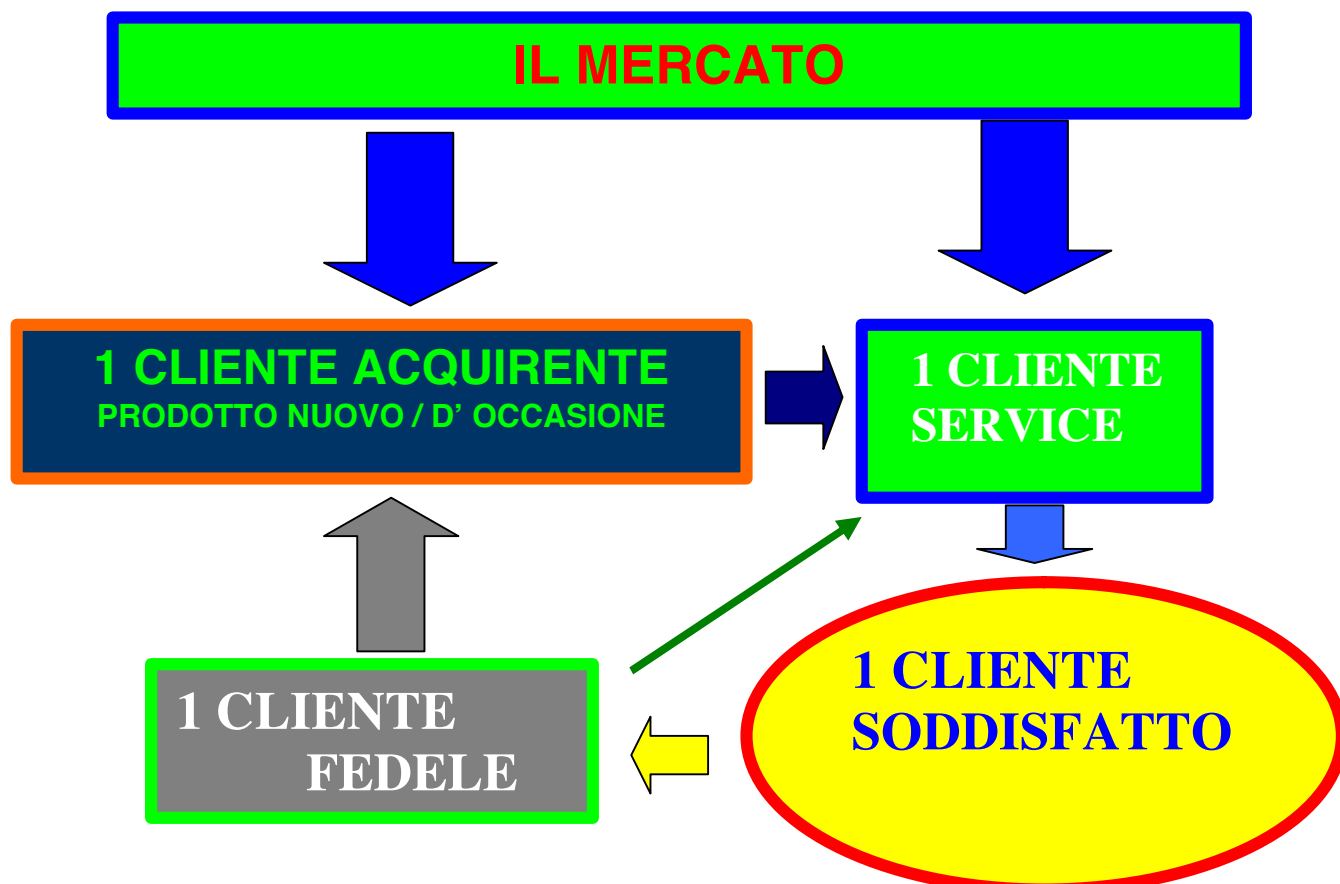 IL MERCATO
1 CLIENTE ACQUIRENTE
PRODOTTO NUOVO / D' OCCASIONE
1 CLIENTE
SERVICE
1 CLIENTE
SODDISFATTO
1 CLIENTE
FEDELE